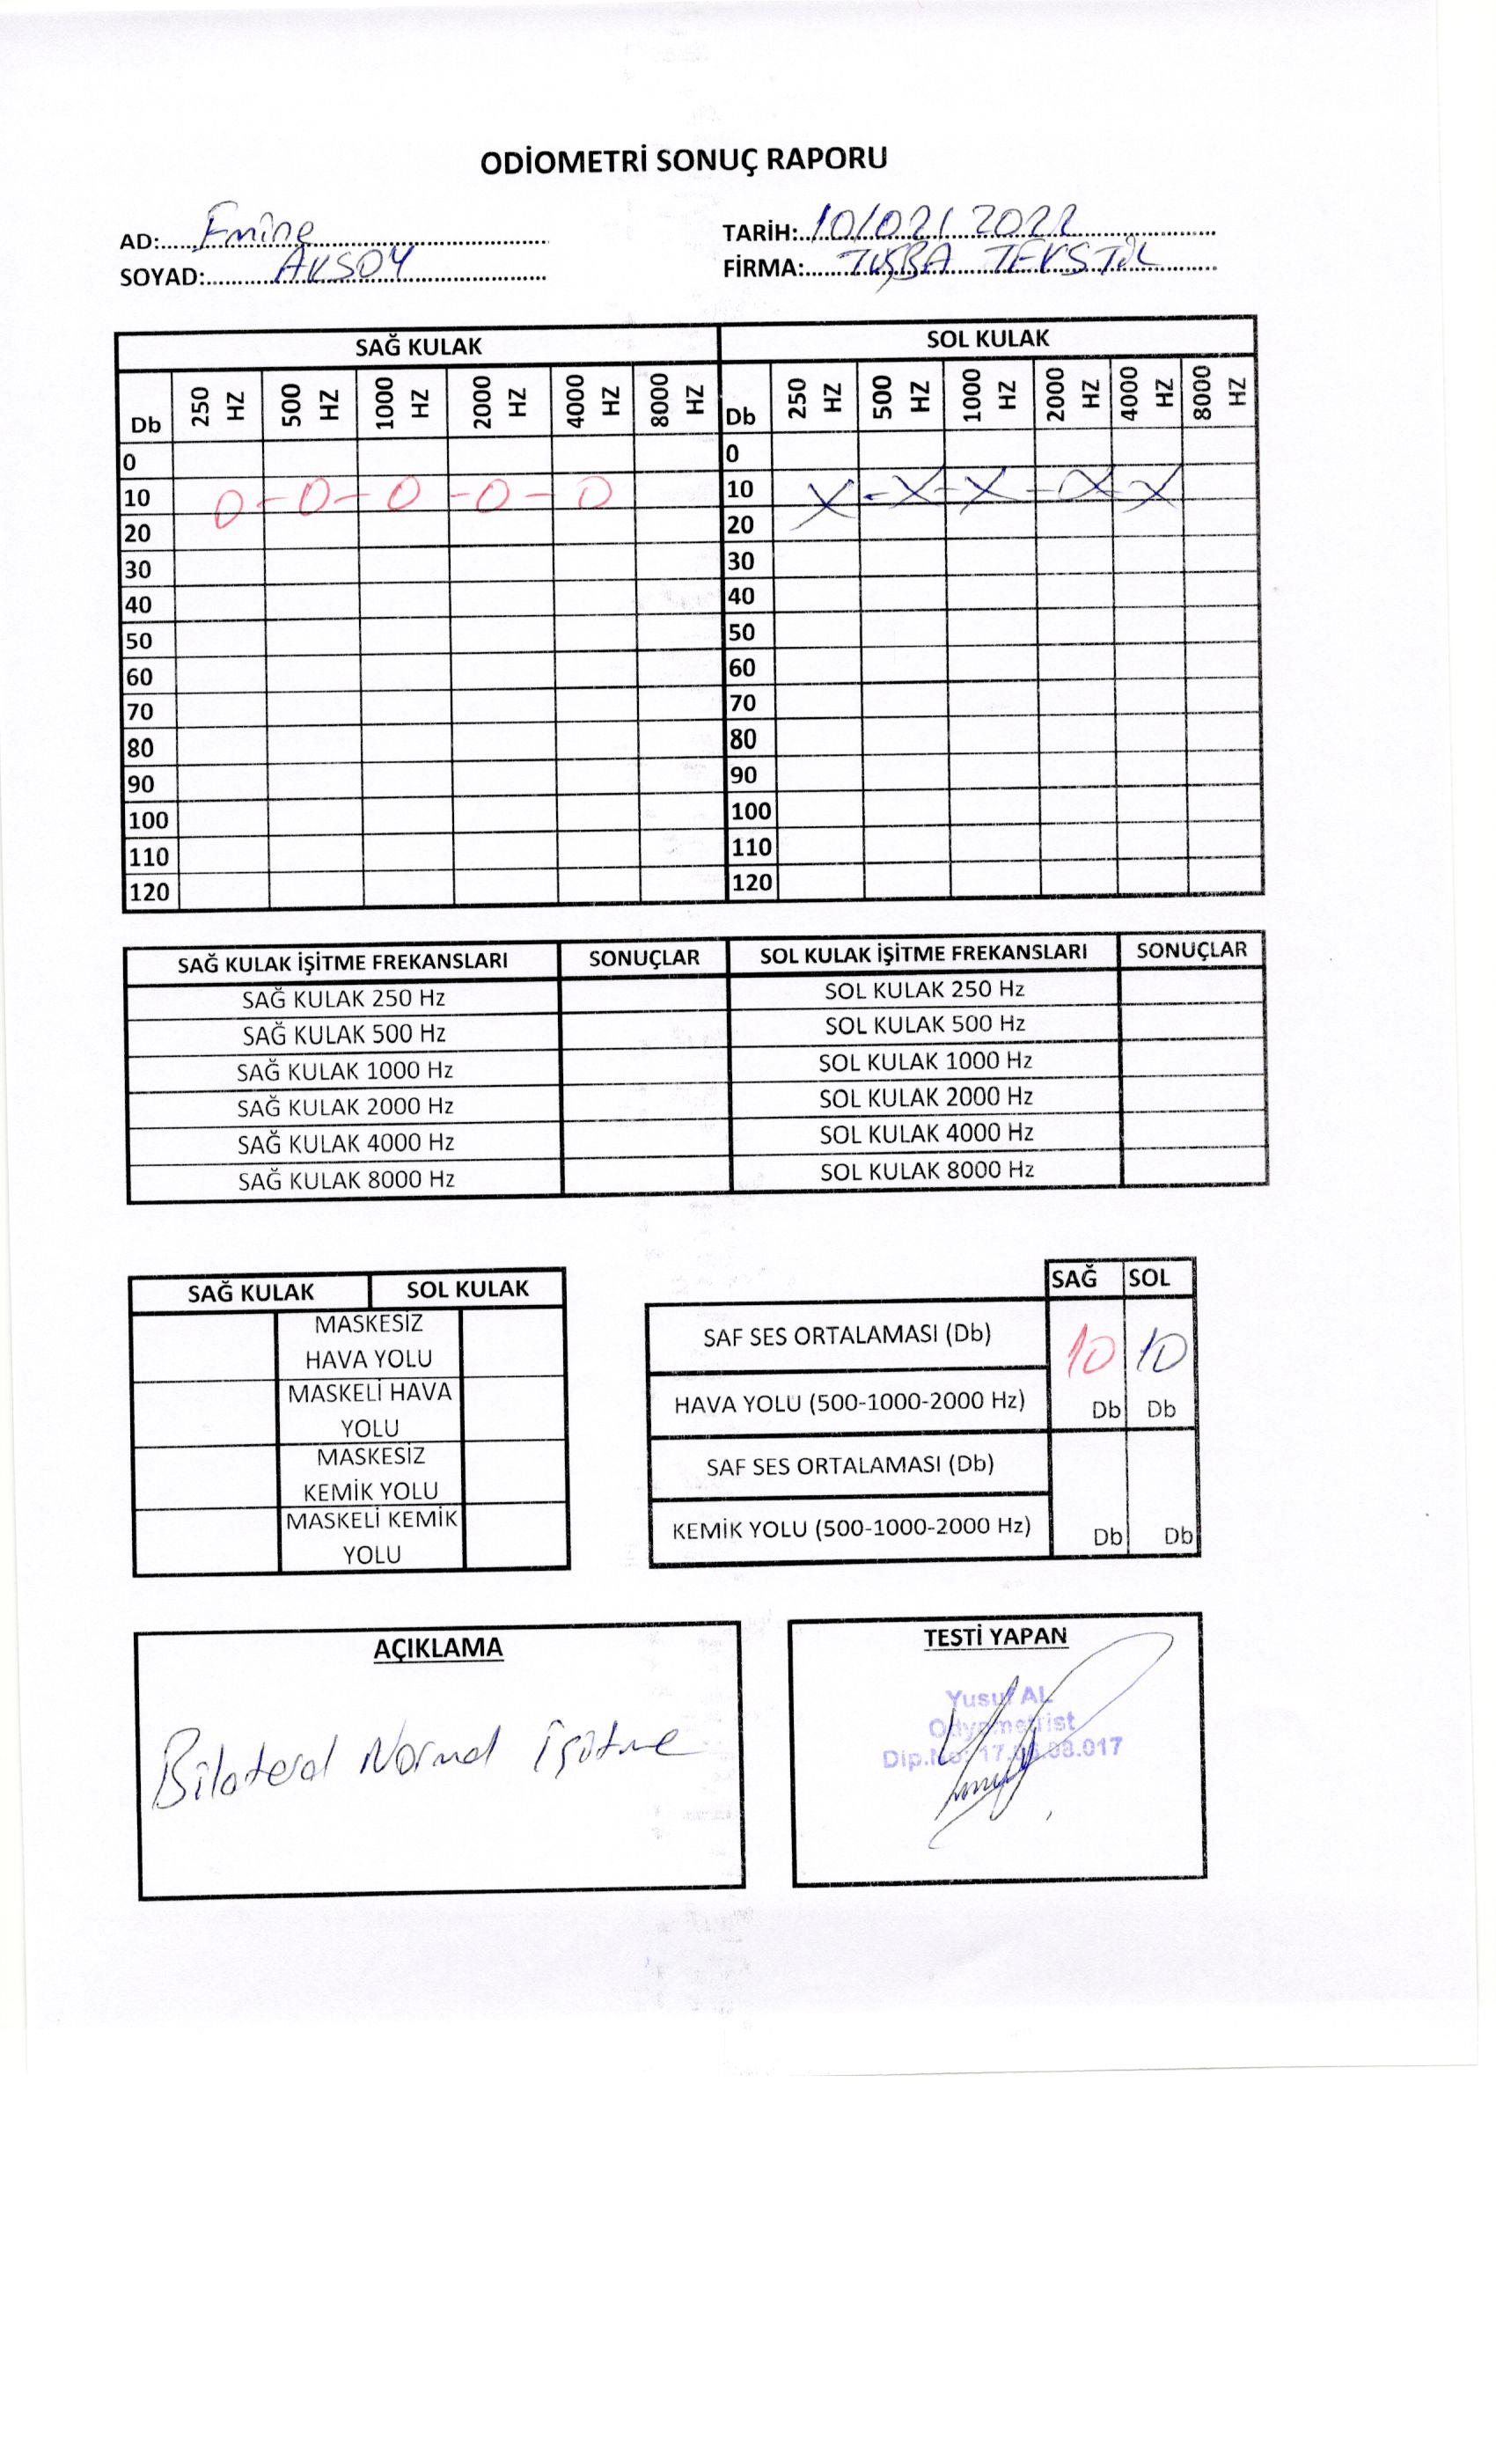 ODİOMETRİ SONUÇ RAPORU
AD: Emine
SOYAD: AKSOY
TARİH: 10/02/2022
FİRMA: TUĞBA TEKSTİL
SAĞ KULAK SOL KULAK
Db 250 HZ 500 HZ 1000 HZ 2000 HZ 4000 HZ 8000 HZ Db 250 HZ 500 HZ 1000 HZ 2000 HZ 4000 HZ 8000 HZ
0 0
10 0-0-0-0-0 10 X-X-X-X-X
20 20
30 30
40 40
50 50
60 60
70 70
80 80
90 90
100 100
110 110
120 120
SAĞ KULAK İŞİTME FREKANSLARI SONUÇLAR SOL KULAK İŞİTME FREKANSLARI SONUÇLAR
SAĞ KULAK 250 Hz SOL KULAK 250 Hz
SAĞ KULAK 500 Hz SOL KULAK 500 Hz
SAĞ KULAK 1000 Hz SOL KULAK 1000 Hz
SAĞ KULAK 2000 Hz SOL KULAK 2000 Hz
SAĞ KULAK 4000 Hz SOL KULAK 4000 Hz
SAĞ KULAK 8000 Hz SOL KULAK 8000 Hz
SAĞ KULAK SOL KULAK
MASKESİZ
HAVA YOLU
MASKELİ HAVA
YOLU
MASKESİZ
KEMİK YOLU
MASKELİ KEMİK
YOLU
SAĞ SOL
SAF SES ORTALAMASI (Db) 10 10
HAVA YOLU (500-1000-2000 Hz) Db Db
SAF SES ORTALAMASI (Db)
KEMİK YOLU (500-1000-2000 Hz) Db Db
AÇIKLAMA
Bilateral Normal işitme
TESTİ YAPAN
Yusuf AL
Odyometrist
Dip.No: 17. .08.017